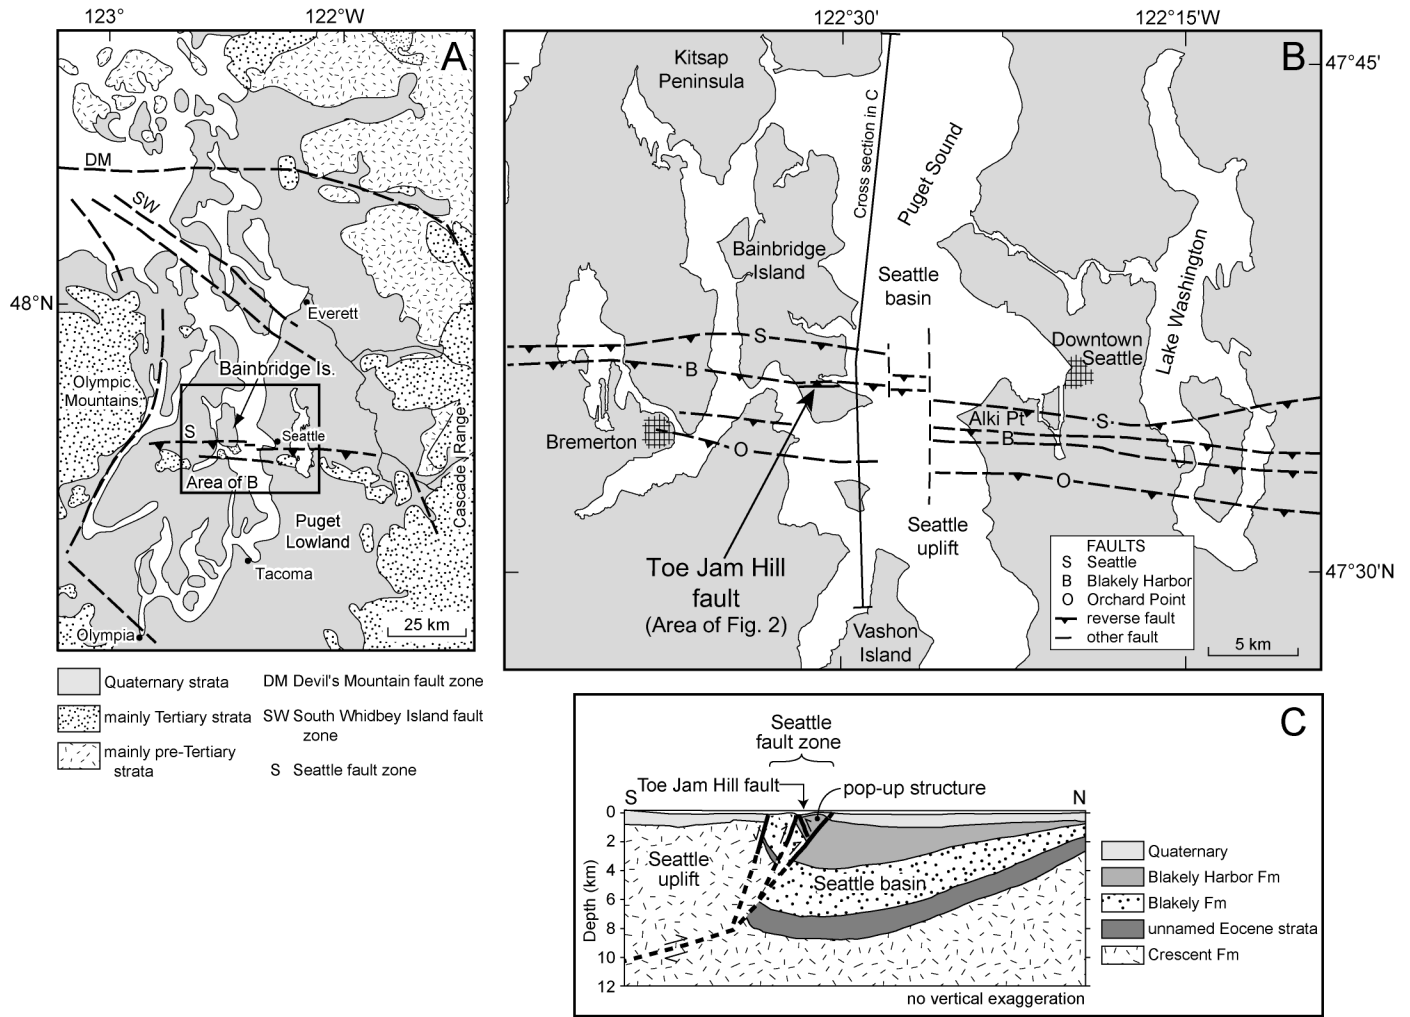 123°
122°W
A
DM
SW
48°N
Everett
Bainbridge Is.
Olympic
Mountains
S
Seattle
Area of B
Cascade Range
Puget
Lowland
Tacoma
Olympia
25 km
Quaternary strata
mainly Tertiary strata
mainly pre-Tertiary
strata
DM Devil's Mountain fault zone
SW South Whidbey Island fault
zone
S Seattle fault zone
122°30'
122°15'W
B
47°45'
Kitsap
Peninsula
Cross section in C
Puget Sound
Bainbridge
Island
Seattle
basin
Lake Washington
Downtown
Seattle
S
B
Alki Pt
S
B
Bremerton
O
O
Seattle
uplift
Toe Jam Hill
fault
(Area of Fig. 2)
Vashon
Island
FAULTS
S Seattle
B Blakely Harbor
O Orchard Point
reverse fault
other fault
47°30'N
5 km
C
Seattle
fault zone
Toe Jam Hill fault
pop-up structure
S
N
Depth (km)
0
2
4
6
8
10
12
Seattle
uplift
Seattle basin
no vertical exaggeration
Quaternary
Blakely Harbor Fm
Blakely Fm
unnamed Eocene strata
Crescent Fm